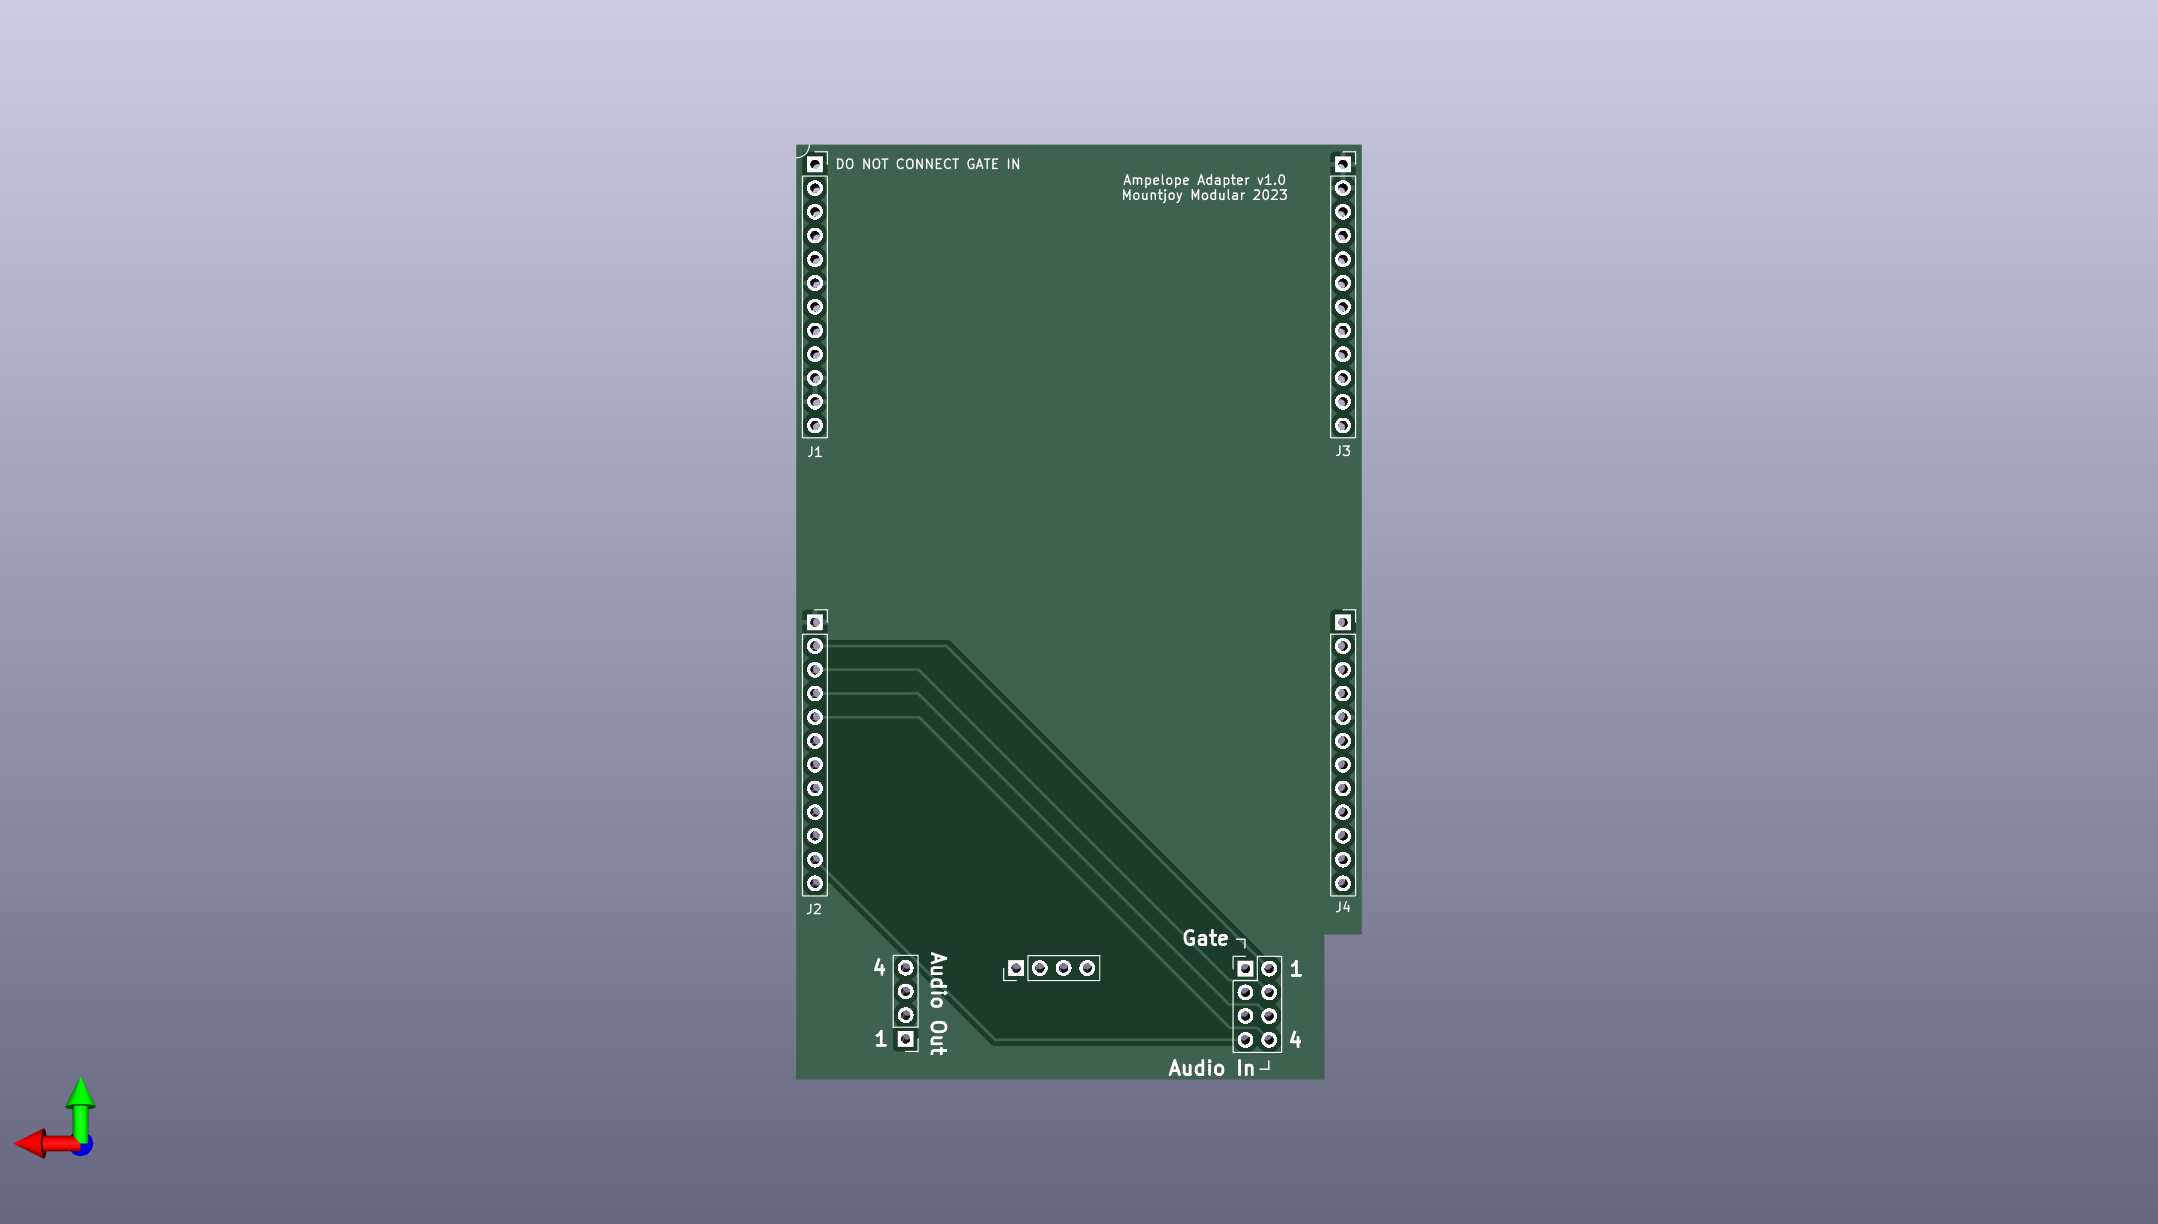 DO NOT CONNECT GATE IN
Ampelope Adapter v1.0
Mountjoy Modular 2023
J1
J3
J2
J4
Gate
4
Audio Out
1
1
4
Audio In